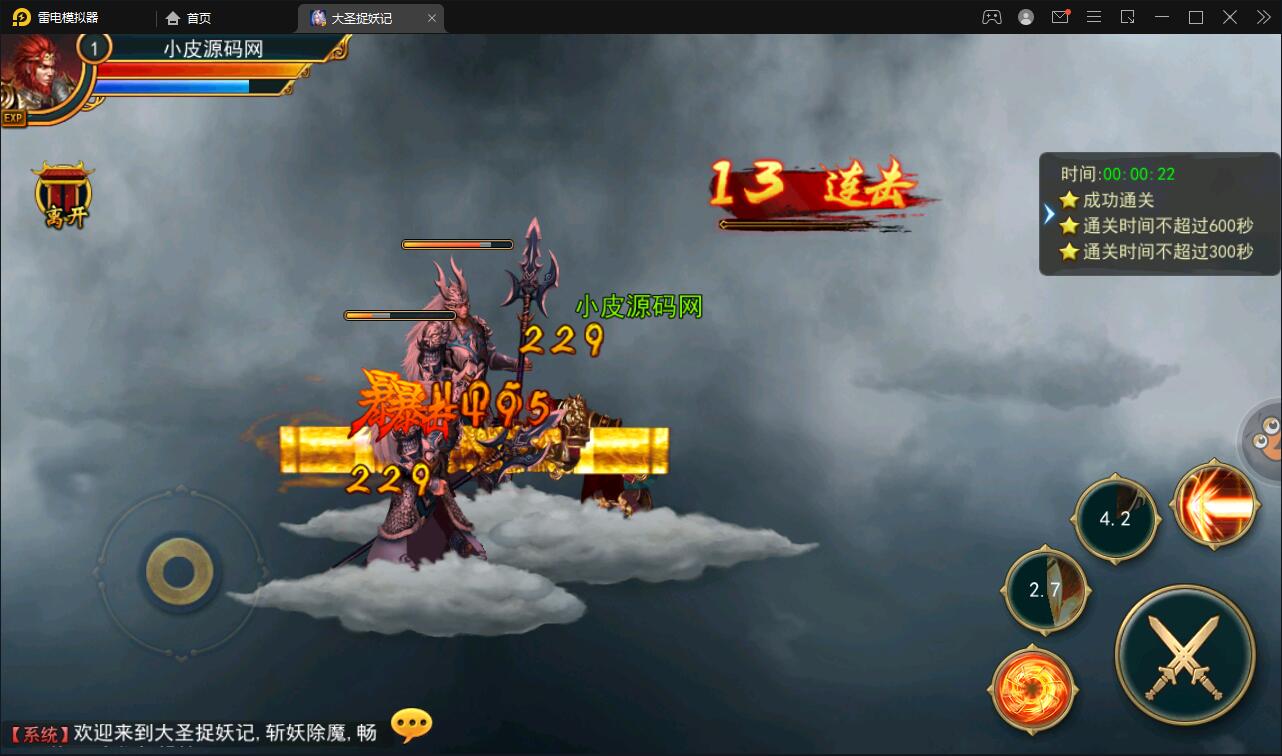 雷电模拟器
首页
大圣捉妖记
1
小皮源码网
EXP
离开
13 连击
时间:00:00:22
成功通关
通关时间不超过600秒
通关时间不超过300秒
小皮源码网
229
暴击495
229
4.2
2.7
【系统】欢迎来到大圣捉妖记,斩妖除魔,畅